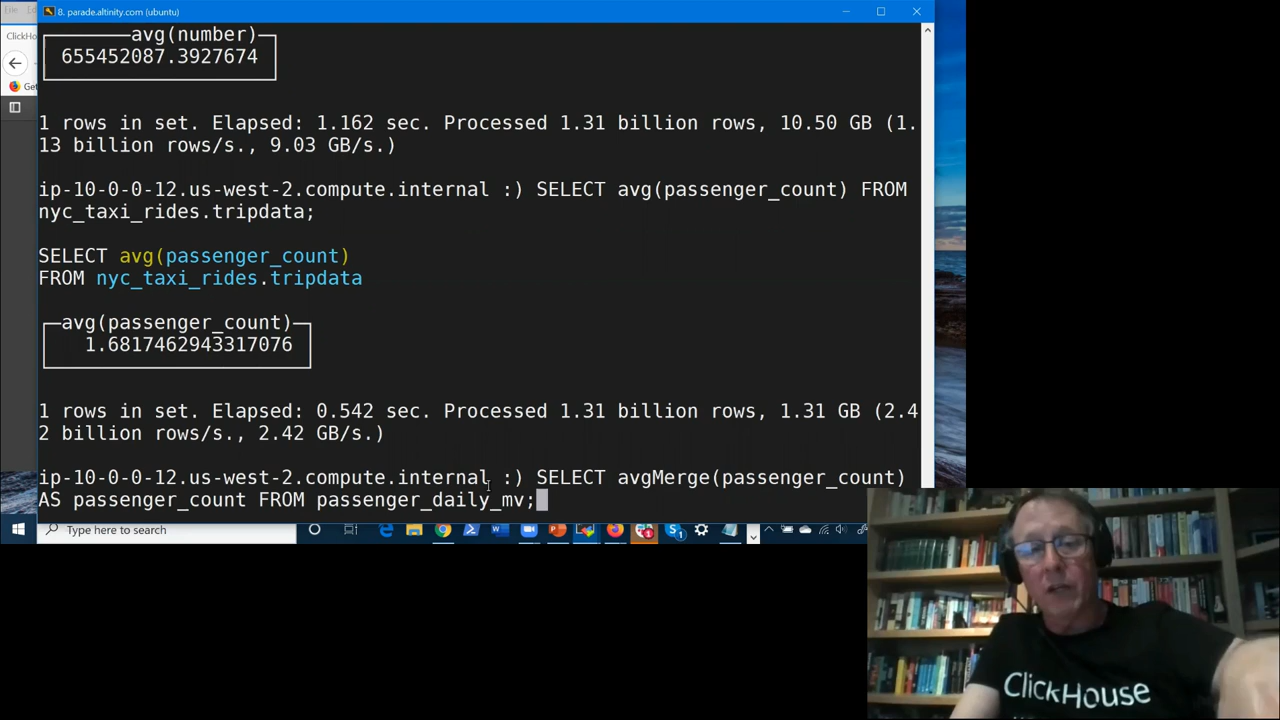 8. parade.altinity.com (ubuntu)
File
ClickHo
Get
avg(number)
655452087.3927674
1 rows in set. Elapsed: 1.162 sec. Processed 1.31 billion rows, 10.50 GB (1.
13 billion rows/s., 9.03 GB/s.)
ip-10-0-0-12.us-west-2.compute.internal :) SELECT avg(passenger_count) FROM
nyc_taxi_rides.tripdata;
SELECT avg(passenger_count)
FROM nyc_taxi_rides.tripdata
avg(passenger_count)
1.6817462943317076
1 rows in set. Elapsed: 0.542 sec. Processed 1.31 billion rows, 1.31 GB (2.4
2 billion rows/s., 2.42 GB/s.)
ip-10-0-0-12.us-west-2.compute.internal :) SELECT avgMerge(passenger_count)
AS passenger_count FROM passenger_daily_mv;
Type here to search
ClickHouse